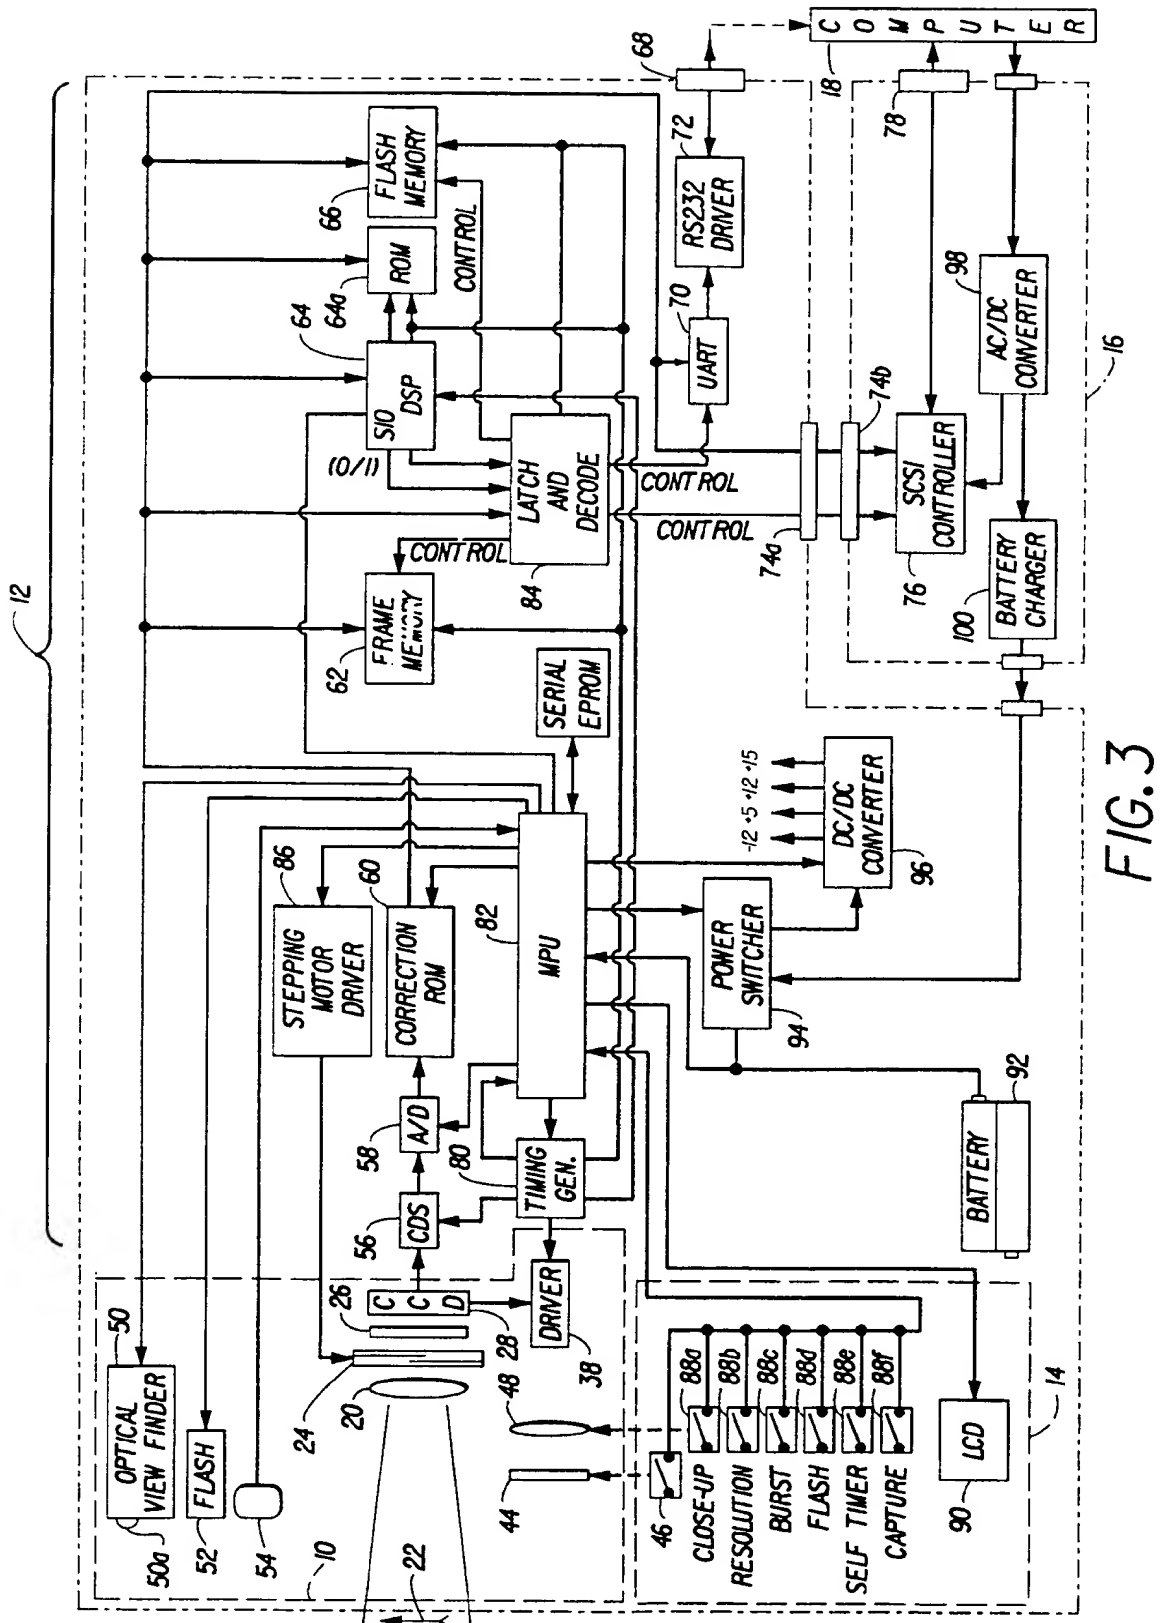 12
10
50
OPTICAL
VIEW FINDER
50a
52
FLASH
54
22
20
24
26
C C D
28
DRIVER
38
44
48
46
86
STEPPING
MOTOR
DRIVER
60
CORRECTION
ROM
58
A/D
56
CDS
80
TIMING
GEN.
82
MPU
SERIAL
EPROM
62
FRAME
MEMORY
CONTROL
84
LATCH
AND
DECODE
(0/1)
64
SIO
DSP
64a
ROM
66
FLASH
MEMORY
CONTROL
CONTROL
CONTROL
70
UART
72
RS232
DRIVER
68
COMPUTER
18
78
74a
74b
76
SCSI
CONTROLLER
98
AC/DC
CONVERTER
100
BATTERY
CHARGER
16
-12 +5 +12 +15
DC/DC
CONVERTER
96
POWER
SWITCHER
94
BATTERY
92
CLOSE-UP
88a
RESOLUTION
88b
BURST
88c
FLASH
88d
SELF TIMER
88e
CAPTURE
88f
LCD
90
14
FIG. 3